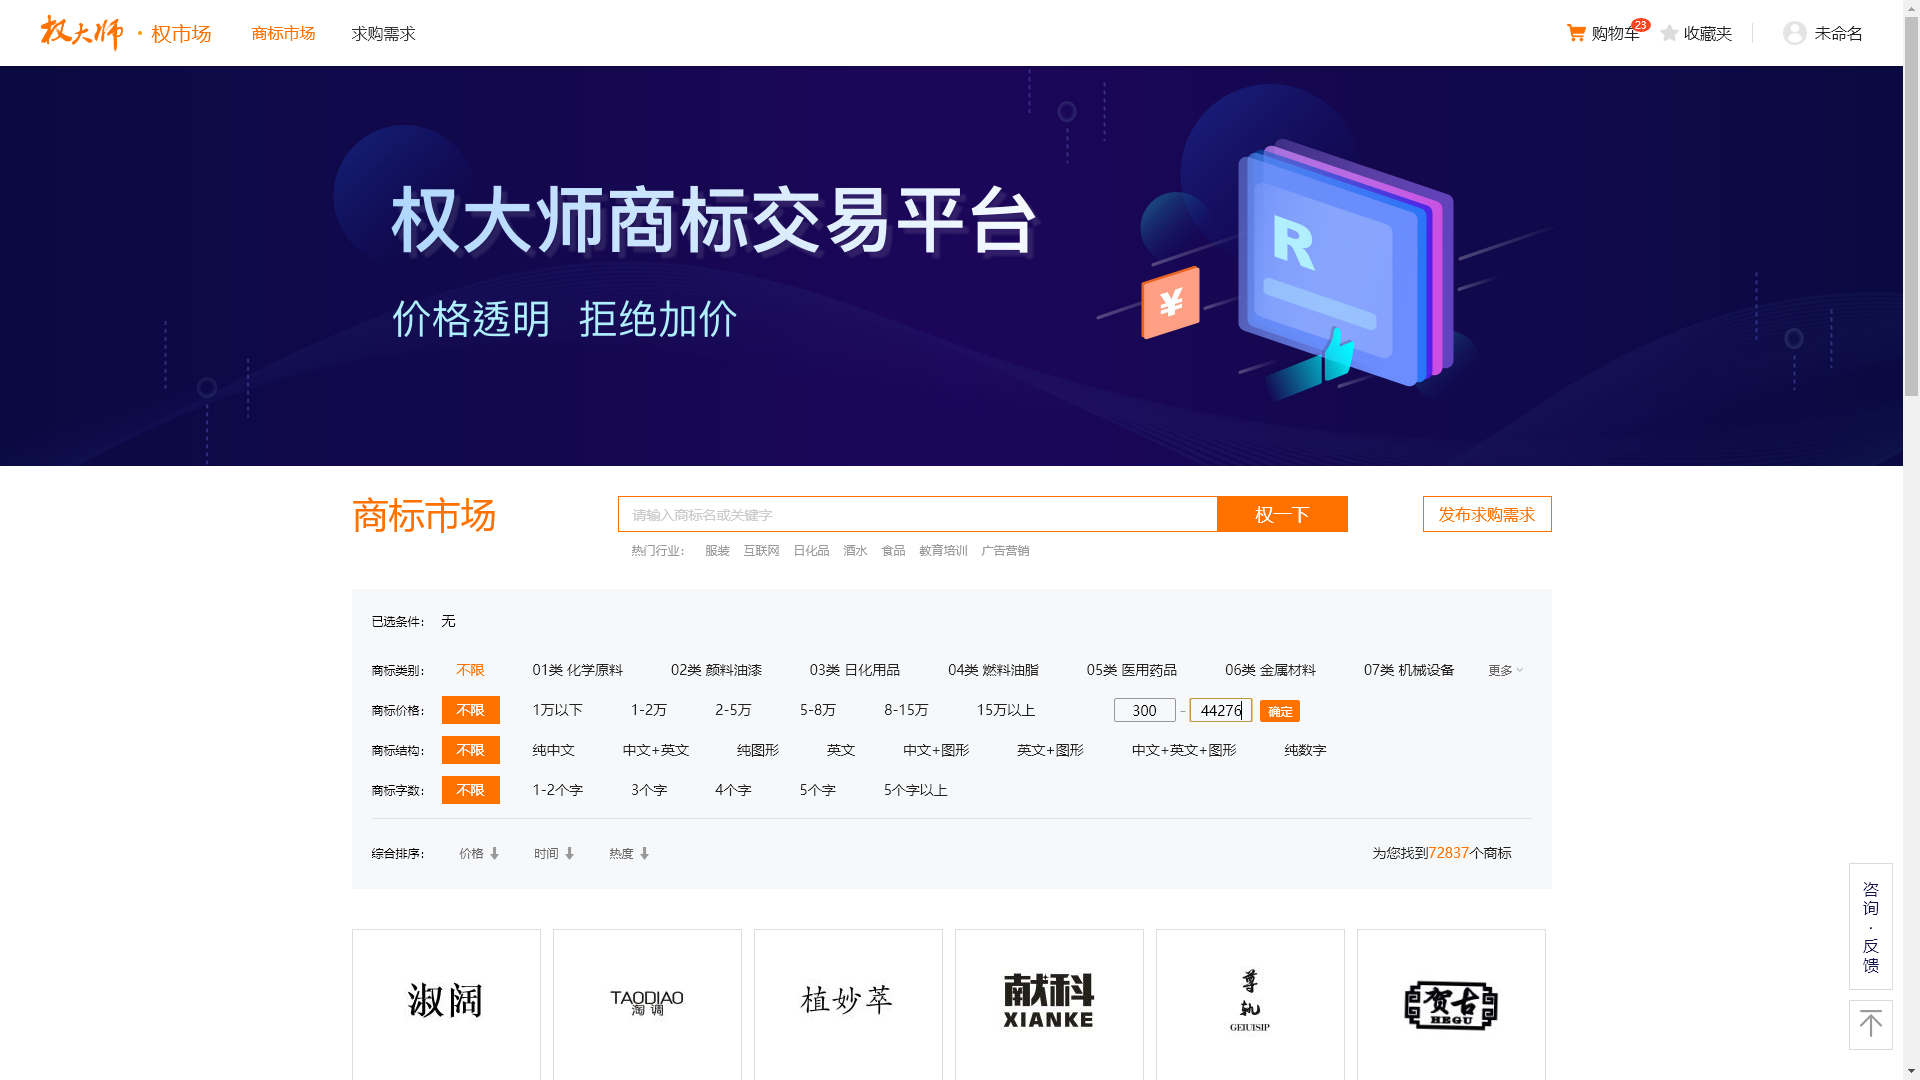 权大师 · 权市场 商标市场 求购需求 购物车 23 收藏夹 未命名
权大师商标交易平台
价格透明 拒绝加价
R
¥
商标市场 请输入商标名或关键字 权一下 发布求购需求
热门行业： 服装 互联网 日化品 酒水 食品 教育培训 广告营销
已选条件： 无
商标类别： 不限 01类 化学原料 02类 颜料油漆 03类 日化用品 04类 燃料油脂 05类 医用药品 06类 金属材料 07类 机械设备 更多
商标价格： 不限 1万以下 1-2万 2-5万 5-8万 8-15万 15万以上 300 - 44276 确定
商标结构： 不限 纯中文 中文+英文 纯图形 英文 中文+图形 英文+图形 中文+英文+图形 纯数字
商标字数： 不限 1-2个字 3个字 4个字 5个字 5个字以上
综合排序： 价格 时间 热度 为您找到72837个商标
咨询·反馈
淑阔
TAODIAO
淘调
植妙萃
献科
XIANKE
尊轧
GEIUISIP
贺古
HEGU